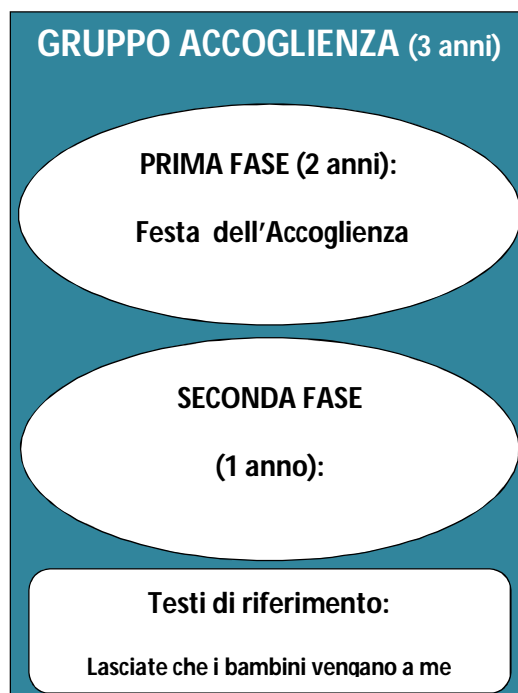 GRUPPO ACCOGLIENZA (3 anni)
PRIMA FASE (2 anni):
Festa dell'Accoglienza
SECONDA FASE
(1 anno):
Testi di riferimento:
Lasciate che i bambini vengano a me